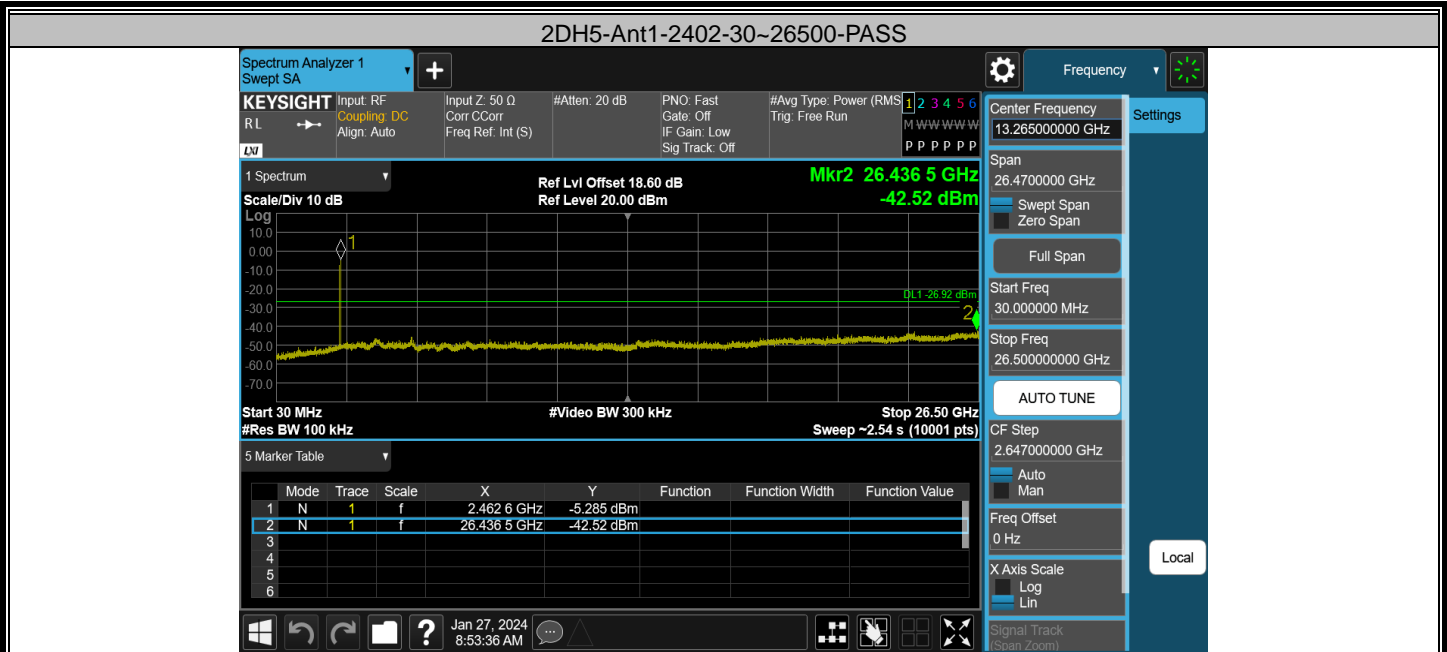 2DH5-Ant1-2402-30~26500-PASS
Spectrum Analyzer 1
Swept SA
+
Frequency
KEYSIGHT
RL
LXI
Input: RF
Coupling: DC
Align: Auto
Input Z: 50 Ω
Corr CCorr
Freq Ref: Int (S)
#Atten: 20 dB
PNO: Fast
Gate: Off
IF Gain: Low
Sig Track: Off
#Avg Type: Power (RMS
Trig: Free Run
1 2 3 4 5 6
M W W W W W
P P P P P P
1 Spectrum
Scale/Div 10 dB
Ref Lvl Offset 18.60 dB
Ref Level 20.00 dBm
Mkr2 26.436 5 GHz
-42.52 dBm
Log
10.0
0.00
-10.0
-20.0
-30.0
-40.0
-50.0
-60.0
-70.0
1
DL1 -26.92 dBm
2
Start 30 MHz
#Video BW 300 kHz
Stop 26.50 GHz
#Res BW 100 kHz
Sweep ~2.54 s (10001 pts)
5 Marker Table
Mode Trace Scale X Y Function Function Width Function Value
1 N 1 f 2.462 6 GHz -5.285 dBm
2 N 1 f 26.436 5 GHz -42.52 dBm
3
4
5
6
Center Frequency
13.265000000 GHz
Settings
Span
26.4700000 GHz
Swept Span
Zero Span
Full Span
Start Freq
30.000000 MHz
Stop Freq
26.500000000 GHz
AUTO TUNE
CF Step
2.647000000 GHz
Auto
Man
Freq Offset
0 Hz
X Axis Scale
Log
Lin
Signal Track
(Span Zoom)
Local
?
Jan 27, 2024
8:53:36 AM